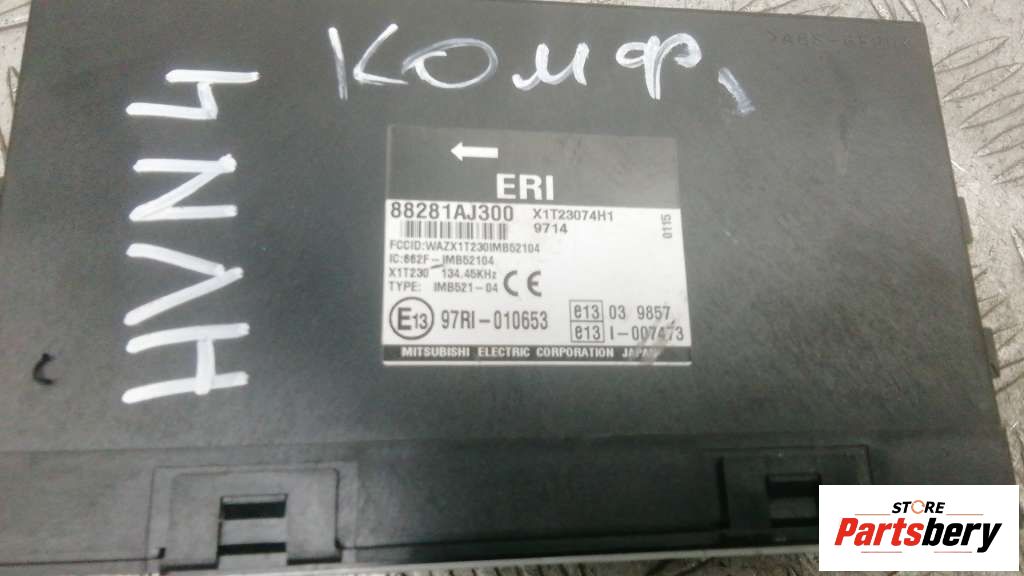 комф,
HVN4
ERI
88281AJ300 X1T23074H1
9714
0115
FCCID:WAZX1T230IMB52104
IC:662F-IMB52104
X1T230 134.45KHz
TYPE: IMB521-04 CE
E13 97RI-010653
e13 03 9857
e13 I-007473
MITSUBISHI ELECTRIC CORPORATION JAPAN
STORE
Partsbery